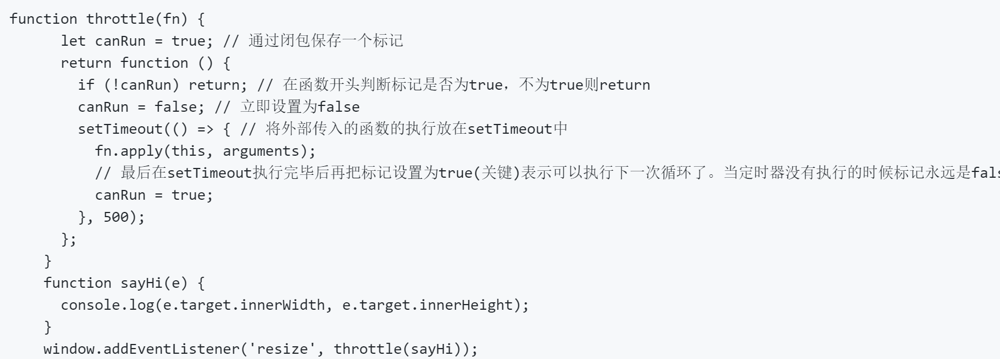 function throttle(fn) {
let canRun = true; // 通过闭包保存一个标记
return function () {
if (!canRun) return; // 在函数开头判断标记是否为true，不为true则return
canRun = false; // 立即设置为false
setTimeout(() => { // 将外部传入的函数的执行放在setTimeout中
fn.apply(this, arguments);
// 最后在setTimeout执行完毕后再把标记设置为true(关键)表示可以执行下一次循环了。当定时器没有执行的时候标记永远是fals
canRun = true;
}, 500);
};
}
function sayHi(e) {
console.log(e.target.innerWidth, e.target.innerHeight);
}
window.addEventListener('resize', throttle(sayHi));